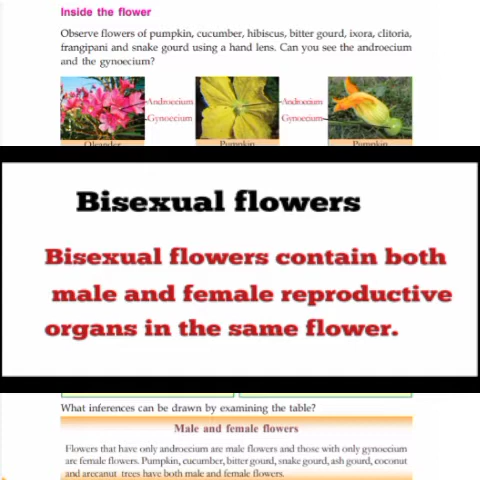 Inside the flower
Observe flowers of pumpkin, cucumber, hibiscus, bitter gourd, ixora, clitoria,
frangipani and snake gourd using a hand lens. Can you see the androecium
and the gynoecium?
Androecium
Androecium
Gynoecium
Gynoecium
Oleander
Pumpkin
Pumpkin
Bisexual flowers
Bisexual flowers contain both
male and female reproductive
organs in the same flower.
What inferences can be drawn by examining the table?
Male and female flowers
Flowers that have only androecium are male flowers and those with only gynoecium
are female flowers. Pumpkin, cucumber, bitter gourd, snake gourd, ash gourd, coconut
and arecanut trees have both male and female flowers.